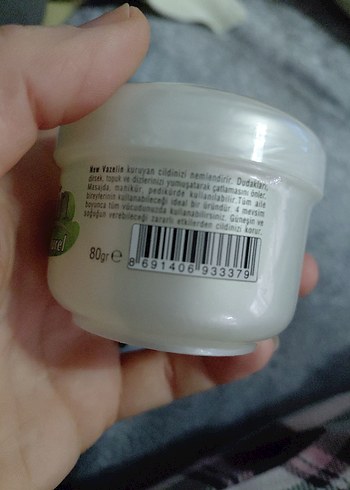 New Vazelin kuruyan cildinizi nemlendirir. Dudakları,
dirsek, topuk ve dizlerinizi yumuşatarak çatlamasını önler.
Masajda, manikür, pedikürde kullanılabilir. Tüm aile
bireylerinin kullanabileceği ideal bir üründür. 4 mevsim
boyunca tüm vücudunuzda kullanabilirsiniz. Güneşin ve
soğuğun verebileceği zararlı etkilerden cildinizi korur.
80gr ℮
8 691406 933379